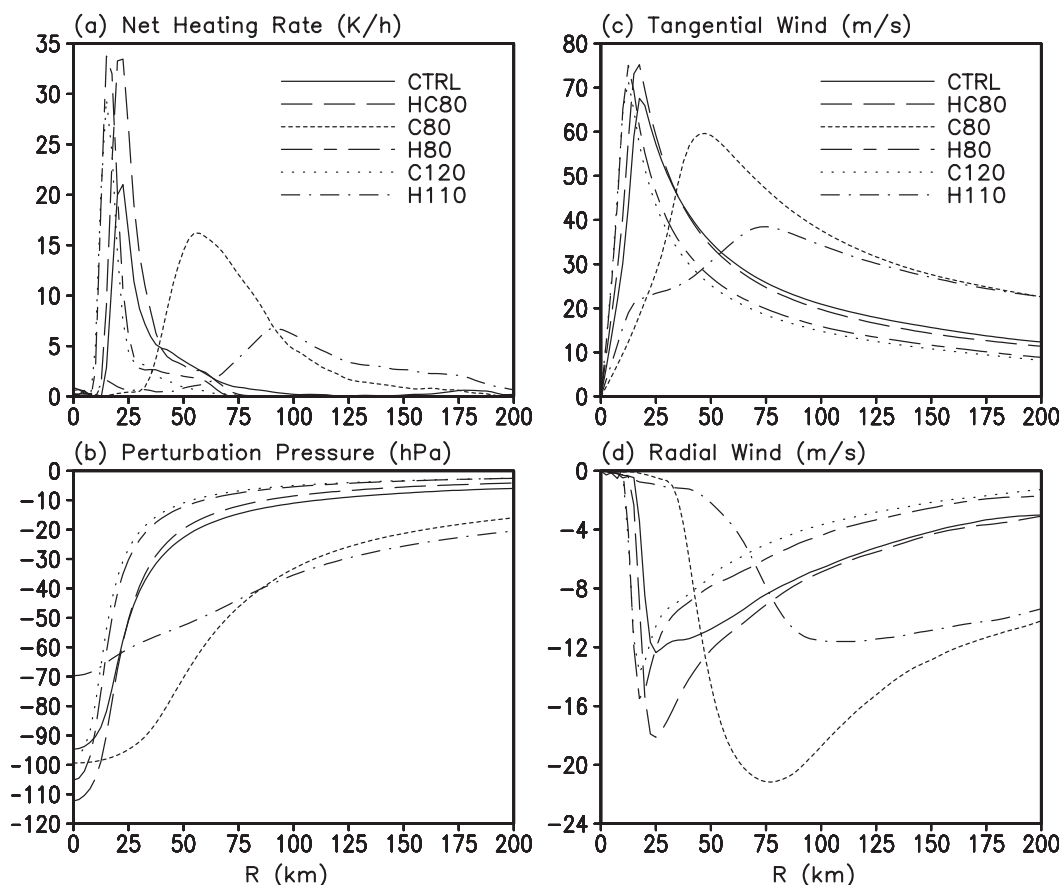 (a) Net Heating Rate (K/h)
35
30
25
20
15
10
5
0
CTRL
HC80
C80
H80
C120
H110
0 25 50 75 100 125 150 175 200
(c) Tangential Wind (m/s)
80
70
60
50
40
30
20
10
0
CTRL
HC80
C80
H80
C120
H110
0 25 50 75 100 125 150 175 200
(b) Perturbation Pressure (hPa)
0
-10
-20
-30
-40
-50
-60
-70
-80
-90
-100
-110
-120
0 25 50 75 100 125 150 175 200
R (km)
(d) Radial Wind (m/s)
0
-4
-8
-12
-16
-20
-24
0 25 50 75 100 125 150 175 200
R (km)